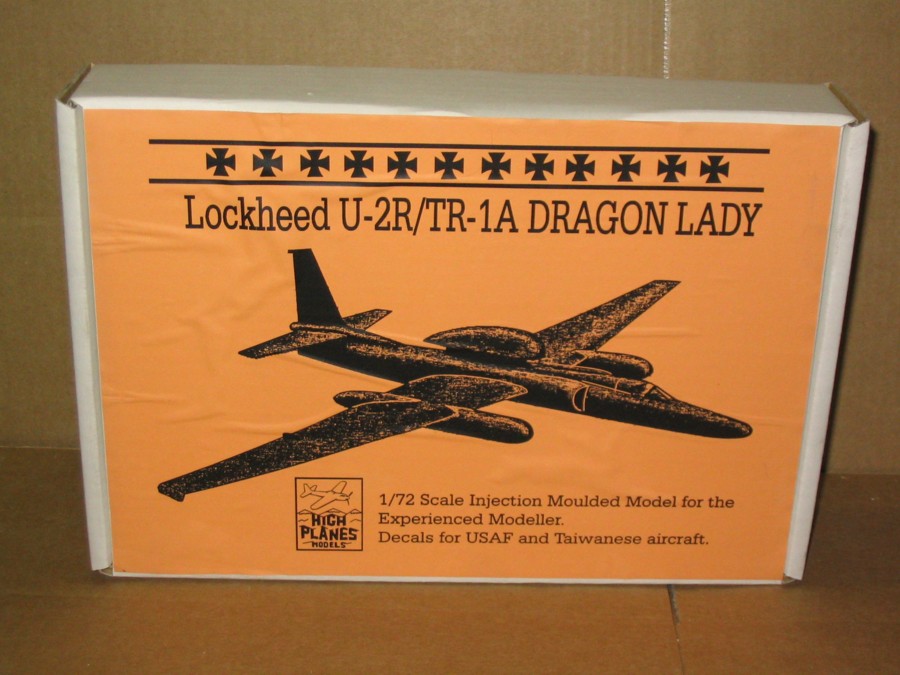 Lockheed U-2R/TR-1A DRAGON LADY
HIGH
PLANES
MODELS
1/72 Scale Injection Moulded Model for the
Experienced Modeller.
Decals for USAF and Taiwanese aircraft.